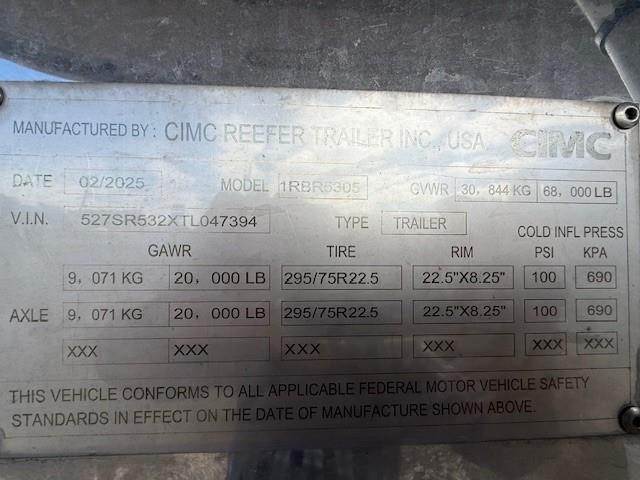 MANUFACTURED BY : CIMC REEFER TRAILER INC., USA CIMC
DATE 02/2025 MODEL 1RBR5305 GVWR 30, 844 KG 68, 000 LB
V.I.N. 527SR532XTL047394 TYPE TRAILER COLD INFL PRESS
GAWR TIRE RIM PSI KPA
9, 071 KG 20, 000 LB 295/75R22.5 22.5"X8.25" 100 690
AXLE 9, 071 KG 20, 000 LB 295/75R22.5 22.5"X8.25" 100 690
XXX XXX XXX XXX XXX XXX
THIS VEHICLE CONFORMS TO ALL APPLICABLE FEDERAL MOTOR VEHICLE SAFETY
STANDARDS IN EFFECT ON THE DATE OF MANUFACTURE SHOWN ABOVE.